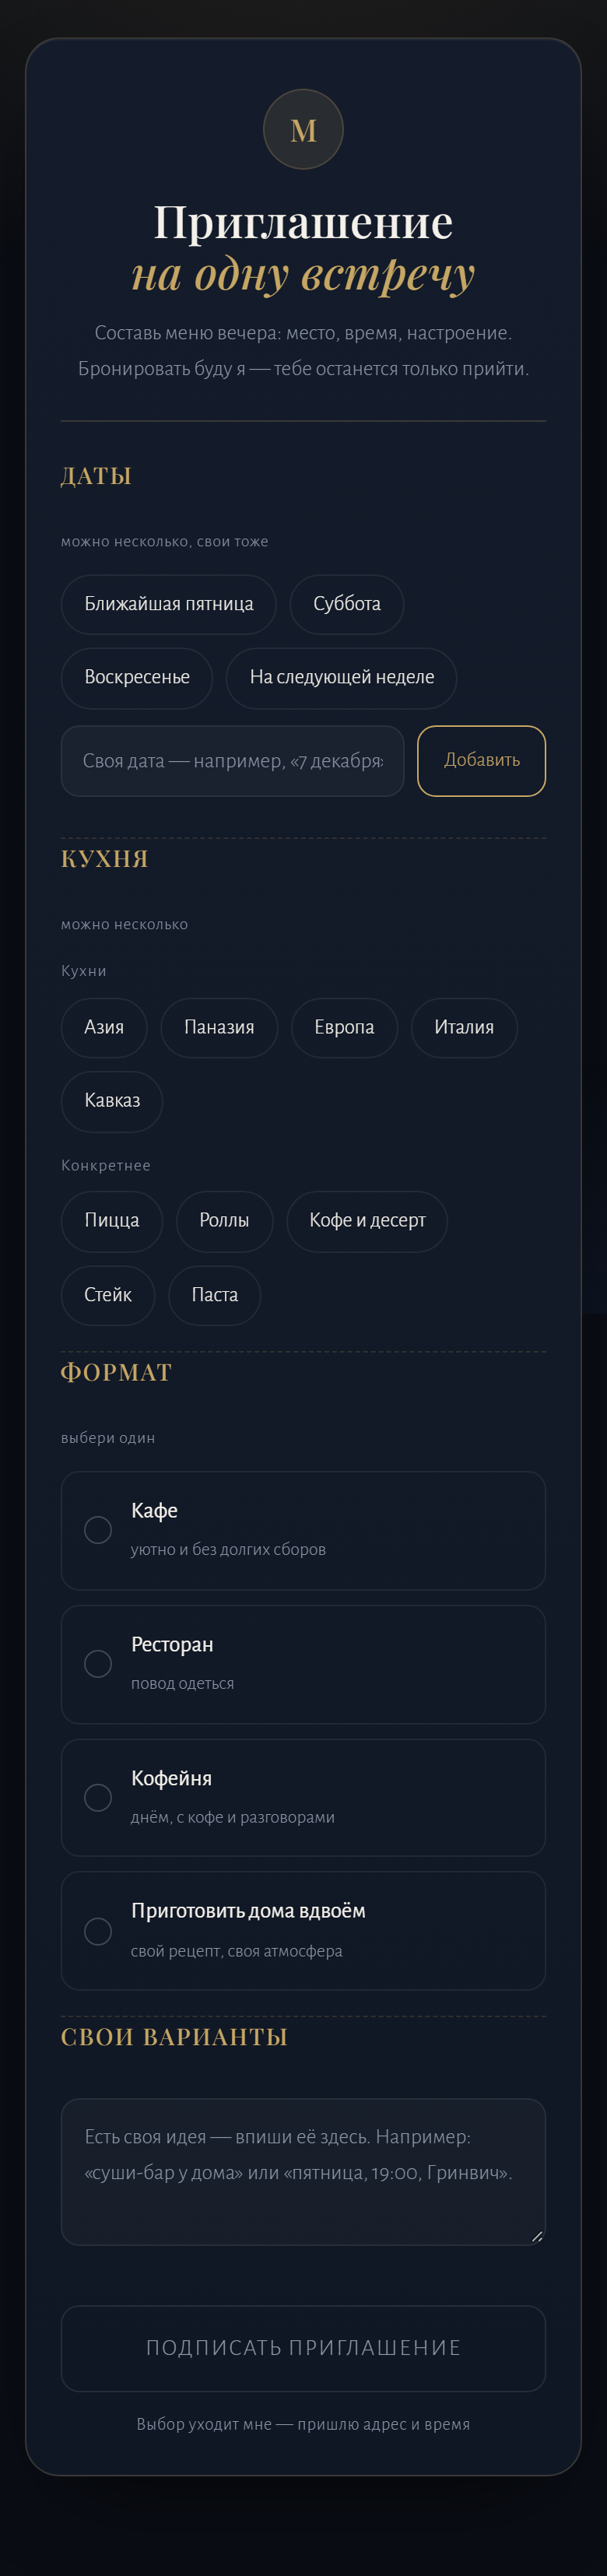 М
Приглашение
на одну встречу
Составь меню вечера: место, время, настроение.
Бронировать буду я — тебе останется только прийти.
ДАТЫ
можно несколько, свои тоже
Ближайшая пятница
Суббота
Воскресенье
На следующей неделе
Своя дата — например, «7 декабря»
Добавить
КУХНЯ
можно несколько
Кухни
Азия
Паназия
Европа
Италия
Кавказ
Конкретнее
Пицца
Роллы
Кофе и десерт
Стейк
Паста
ФОРМАТ
выбери один
Кафе
уютно и без долгих сборов
Ресторан
повод одеться
Кофейня
днём, с кофе и разговорами
Приготовить дома вдвоём
свой рецепт, своя атмосфера
СВОИ ВАРИАНТЫ
Есть своя идея — впиши её здесь. Например:
«суши-бар у дома» или «пятница, 19:00, Гринвич».
ПОДПИСАТЬ ПРИГЛАШЕНИЕ
Выбор уходит мне — пришлю адрес и время